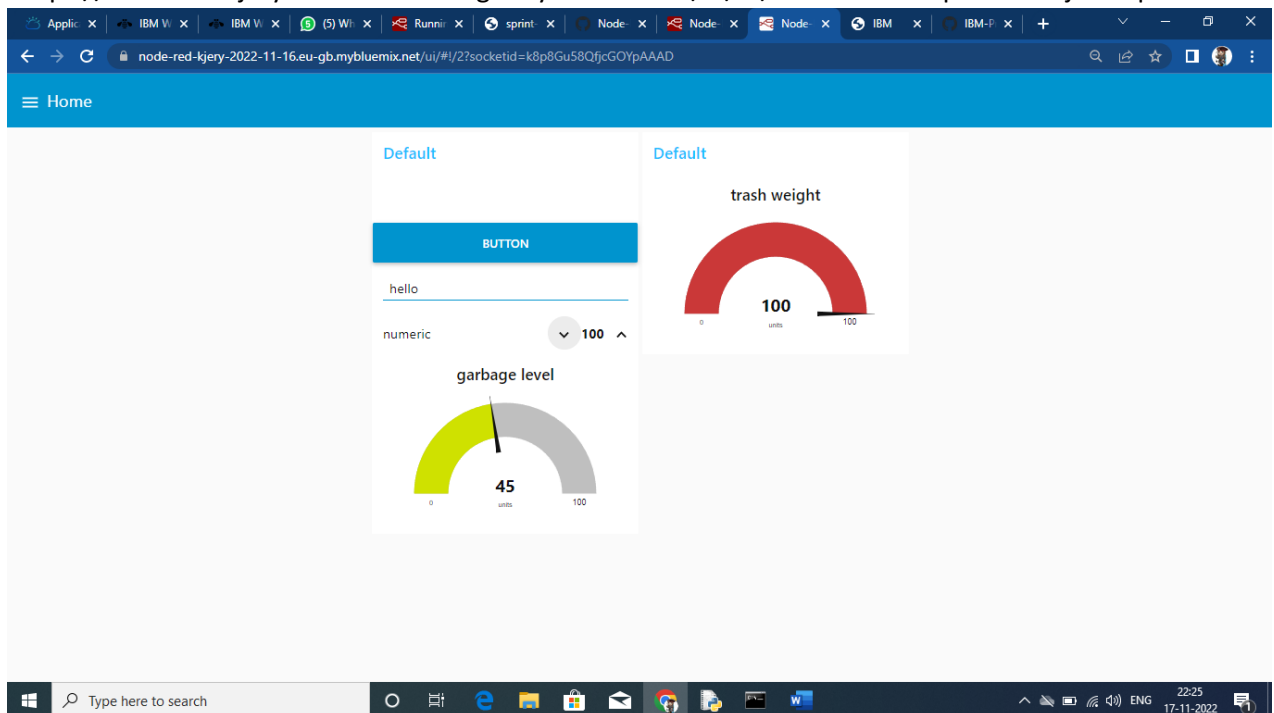 Applic
IBM W
IBM W
(5) Wh
Runnin
sprint-
Node-
Node-
Node-
IBM
IBM-P
node-red-kjery-2022-11-16.eu-gb.mybluemix.net/ui/#!/2?socketid=k8p8Gu58QfjcGOYpAAAD
Home
Default
BUTTON
hello
numeric 100
garbage level
45
units
0 100
Default
trash weight
100
units
0 100
Type here to search
ENG
22:25
17-11-2022